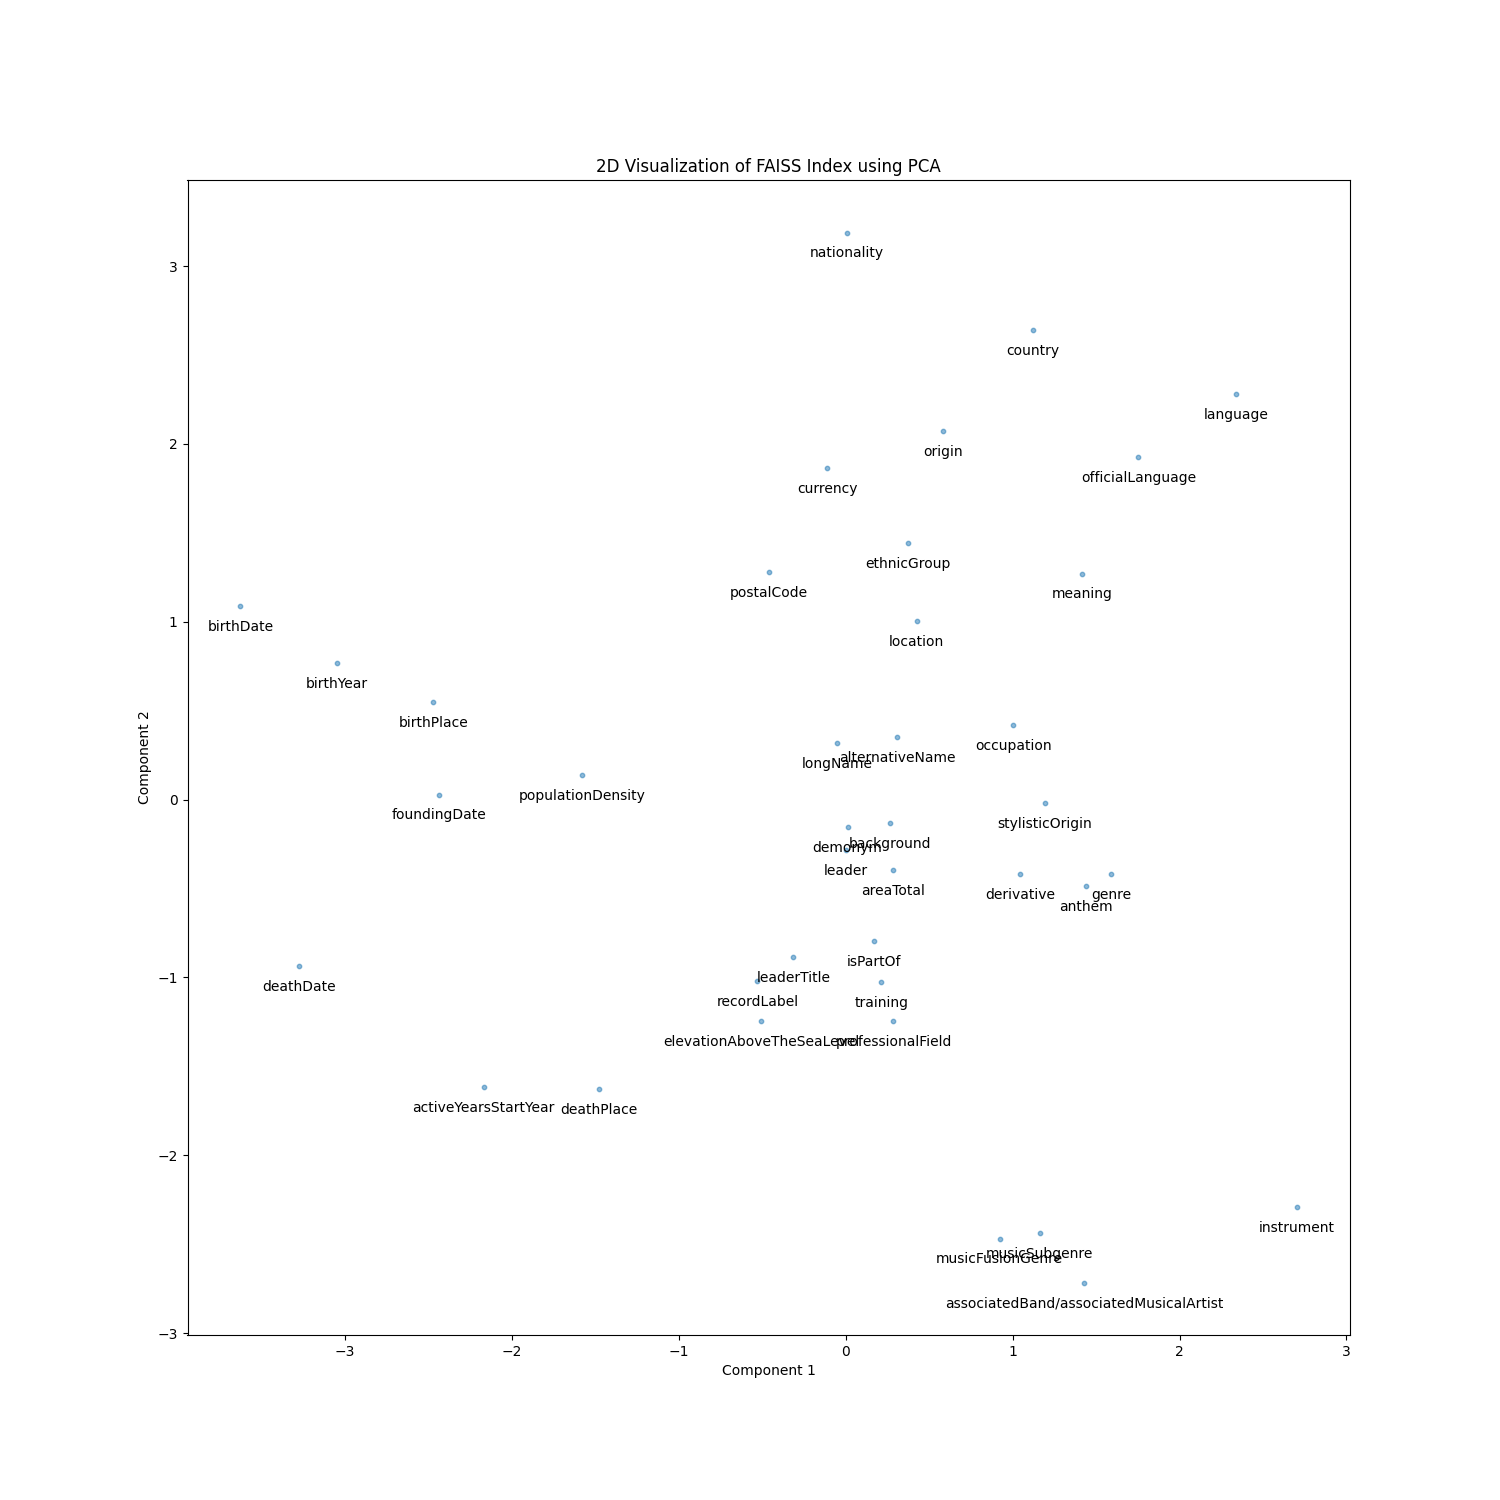 2D Visualization of FAISS Index using PCA
nationality
country
language
origin
officialLanguage
currency
ethnicGroup
postalCode
meaning
birthDate
location
birthYear
birthPlace
occupation
alternativeName
longName
populationDensity
foundingDate
stylisticOrigin
background
demonym
leader
areaTotal
derivative
genre
anthem
isPartOf
leaderTitle
deathDate
recordLabel
training
elevationAboveTheSeaLevel
professionalField
activeYearsStartYear
deathPlace
instrument
musicSubgenre
musicFusionGenre
associatedBand/associatedMusicalArtist
3
2
1
0
−1
−2
−3
Component 2
−3
−2
−1
0
1
2
3
Component 1